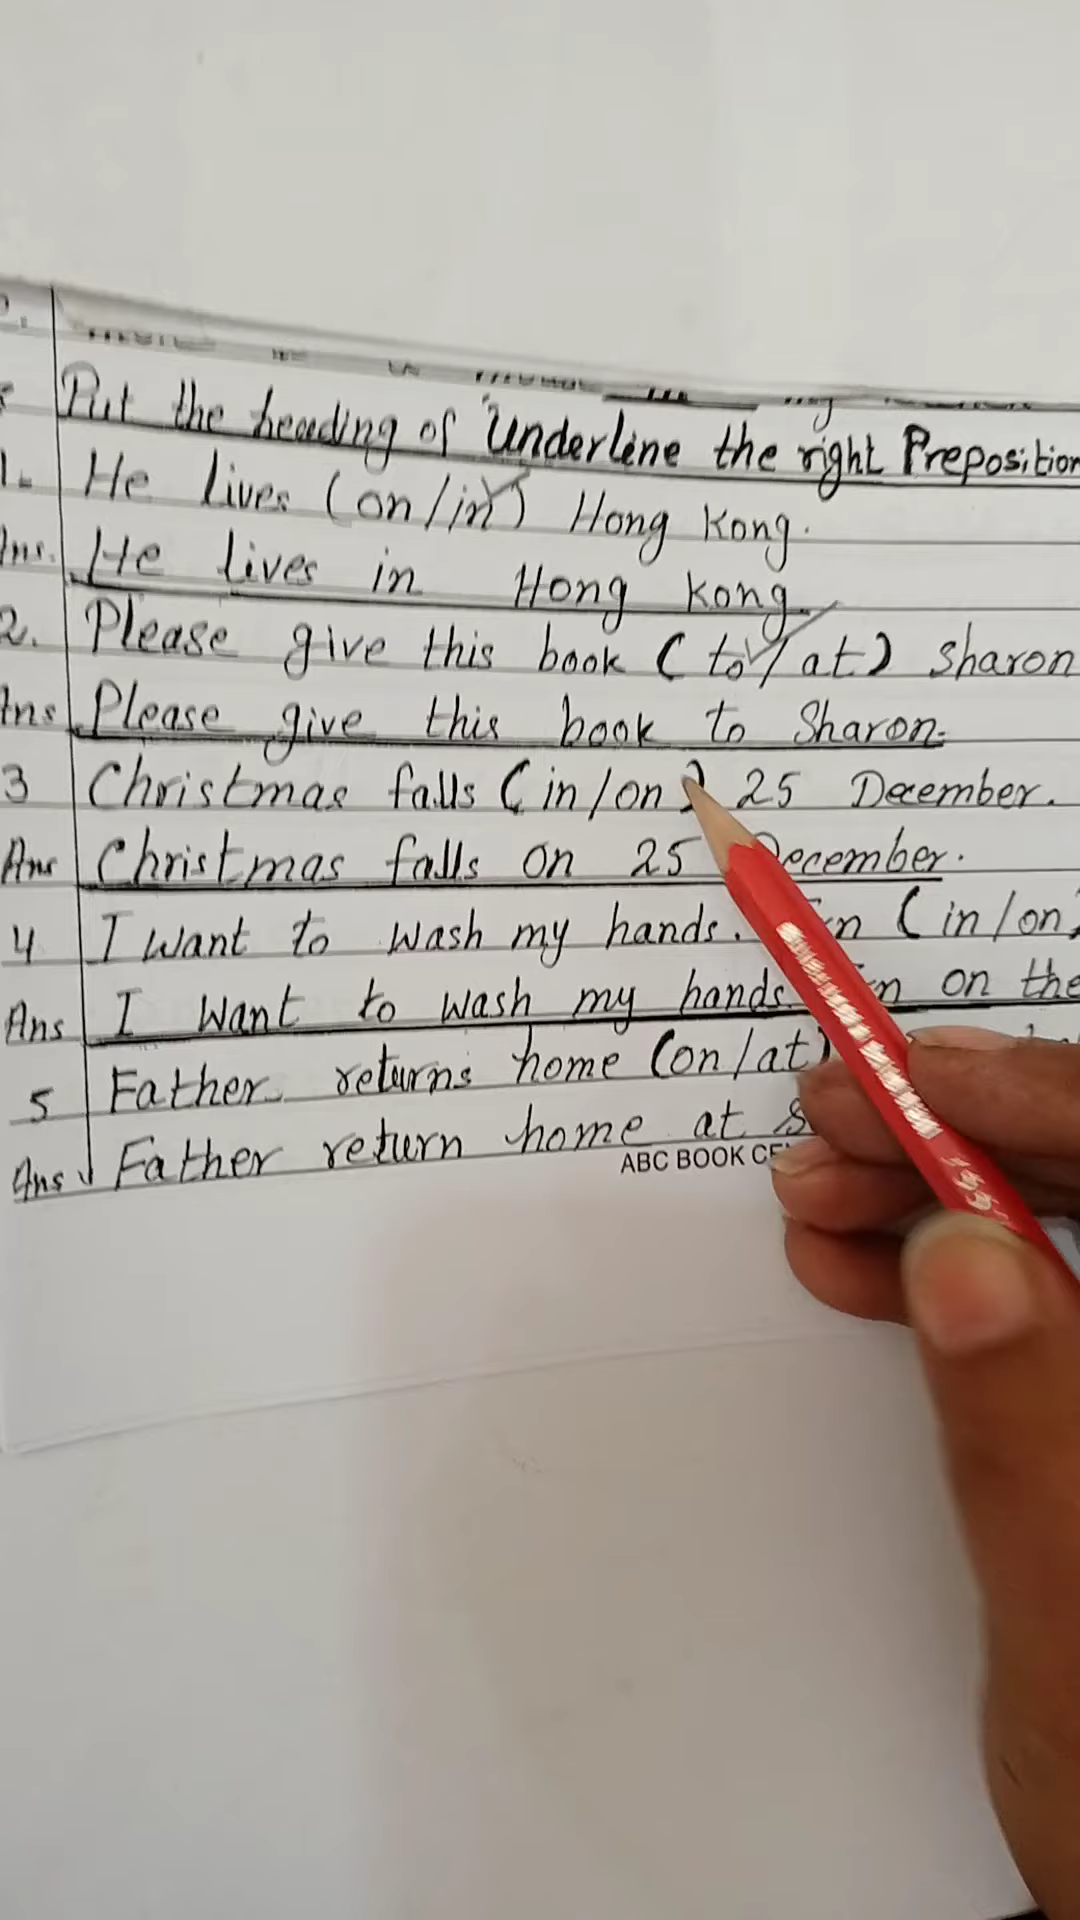 Put the heading of Underline the right Preposition
1. He lives (on/in) Hong Kong.
Ans. He lives in Hong Kong.
2. Please give this book (to/at) Sharon
Ans Please give this book to Sharon.
3 Christmas falls (in/on) 25 December.
Ans Christmas falls on 25 December.
4 I want to wash my hands. (in/on)
Ans I want to wash my hands. on the
5 Father returns home (on/at)
Ans Father return home at
ABC BOOK